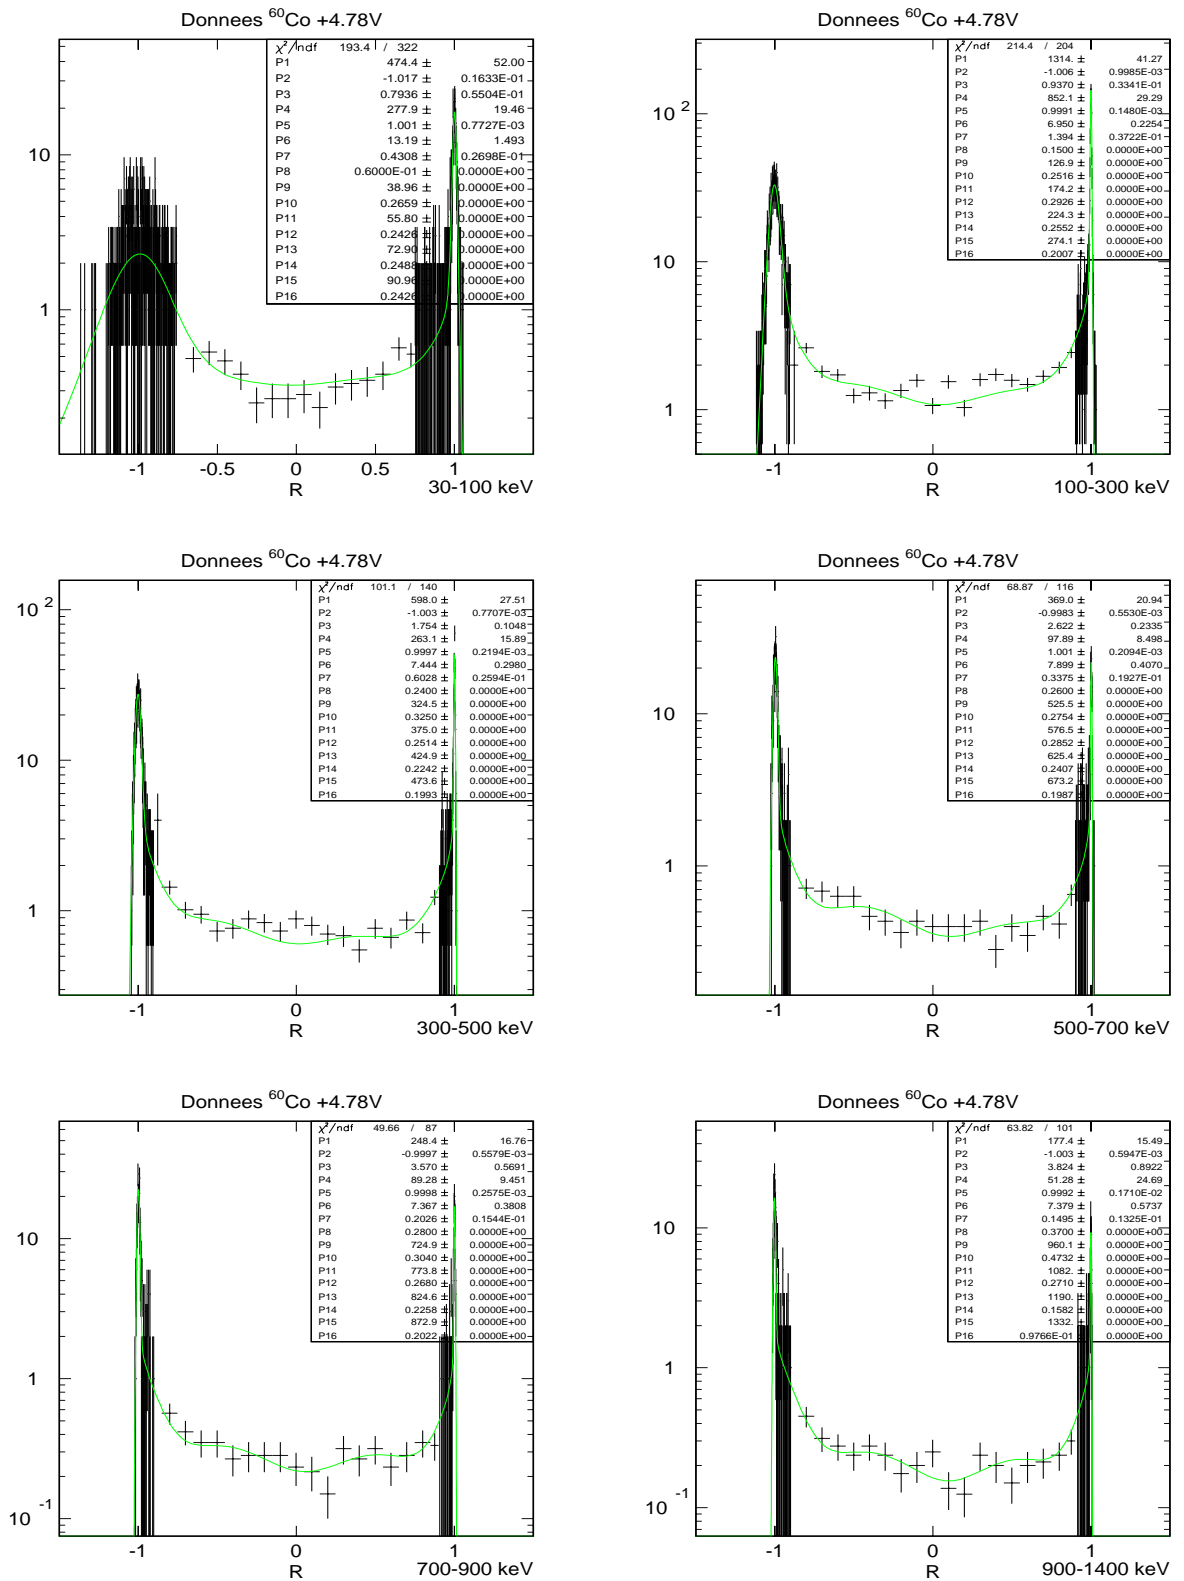 Donnees 60Co +4.78V
χ²/ndf 193.4 / 322
P1 474.4 ± 52.00
P2 -1.017 ± 0.1633E-01
P3 0.7936 ± 0.5504E-01
P4 277.9 ± 19.46
P5 1.001 ± 0.7727E-03
P6 13.19 ± 1.493
P7 0.4308 ± 0.2698E-01
P8 0.6000E-01 ± 0.0000E+00
P9 38.96 ± 0.0000E+00
P10 0.2659 ± 0.0000E+00
P11 55.80 ± 0.0000E+00
P12 0.2426 ± 0.0000E+00
P13 72.90 ± 0.0000E+00
P14 0.2488 ± 0.0000E+00
P15 90.96 ± 0.0000E+00
P16 0.2426 ± 0.0000E+00
10
1
-1 -0.5 0 0.5 1
R
30-100 keV
Donnees 60Co +4.78V
χ²/ndf 214.4 / 204
P1 1314. ± 41.27
P2 -1.006 ± 0.9985E-03
P3 0.9370 ± 0.3341E-01
P4 852.1 ± 29.29
P5 0.9991 ± 0.1480E-03
P6 6.950 ± 0.2254
P7 1.394 ± 0.3722E-01
P8 0.1500 ± 0.0000E+00
P9 126.9 ± 0.0000E+00
P10 0.2516 ± 0.0000E+00
P11 174.2 ± 0.0000E+00
P12 0.2926 ± 0.0000E+00
P13 224.3 ± 0.0000E+00
P14 0.2552 ± 0.0000E+00
P15 274.1 ± 0.0000E+00
P16 0.2007 ± 0.0000E+00
10 2
10
1
-1 0 1
R
100-300 keV
Donnees 60Co +4.78V
χ²/ndf 101.1 / 140
P1 598.0 ± 27.51
P2 -1.003 ± 0.7707E-03
P3 1.754 ± 0.1048
P4 263.1 ± 15.89
P5 0.9997 ± 0.2194E-03
P6 7.444 ± 0.2980
P7 0.6028 ± 0.2594E-01
P8 0.2400 ± 0.0000E+00
P9 324.5 ± 0.0000E+00
P10 0.3250 ± 0.0000E+00
P11 375.0 ± 0.0000E+00
P12 0.2514 ± 0.0000E+00
P13 424.9 ± 0.0000E+00
P14 0.2242 ± 0.0000E+00
P15 473.6 ± 0.0000E+00
P16 0.1993 ± 0.0000E+00
10 2
10
1
-1 0 1
R
300-500 keV
Donnees 60Co +4.78V
χ²/ndf 68.87 / 116
P1 369.0 ± 20.94
P2 -0.9983 ± 0.5530E-03
P3 2.622 ± 0.2335
P4 97.89 ± 8.498
P5 1.001 ± 0.2094E-03
P6 7.899 ± 0.4070
P7 0.3375 ± 0.1927E-01
P8 0.2600 ± 0.0000E+00
P9 525.5 ± 0.0000E+00
P10 0.2754 ± 0.0000E+00
P11 576.5 ± 0.0000E+00
P12 0.2852 ± 0.0000E+00
P13 625.4 ± 0.0000E+00
P14 0.2407 ± 0.0000E+00
P15 673.2 ± 0.0000E+00
P16 0.1987 ± 0.0000E+00
10
1
-1 0 1
R
500-700 keV
Donnees 60Co +4.78V
χ²/ndf 49.66 / 87
P1 248.4 ± 16.76
P2 -0.9997 ± 0.5579E-03
P3 3.570 ± 0.5691
P4 89.28 ± 9.451
P5 0.9998 ± 0.2575E-03
P6 7.367 ± 0.3808
P7 0.2026 ± 0.1544E-01
P8 0.2800 ± 0.0000E+00
P9 724.9 ± 0.0000E+00
P10 0.3040 ± 0.0000E+00
P11 773.8 ± 0.0000E+00
P12 0.2680 ± 0.0000E+00
P13 824.6 ± 0.0000E+00
P14 0.2258 ± 0.0000E+00
P15 872.9 ± 0.0000E+00
P16 0.2022 ± 0.0000E+00
10
1
10 -1
-1 0 1
R
700-900 keV
Donnees 60Co +4.78V
χ²/ndf 63.82 / 101
P1 177.4 ± 15.49
P2 -1.003 ± 0.5947E-03
P3 3.824 ± 0.8922
P4 51.28 ± 24.69
P5 0.9992 ± 0.1710E-02
P6 7.379 ± 0.5737
P7 0.1495 ± 0.1325E-01
P8 0.3700 ± 0.0000E+00
P9 960.1 ± 0.0000E+00
P10 0.4732 ± 0.0000E+00
P11 1082. ± 0.0000E+00
P12 0.2710 ± 0.0000E+00
P13 1190. ± 0.0000E+00
P14 0.1582 ± 0.0000E+00
P15 1332. ± 0.0000E+00
P16 0.9766E-01 ± 0.0000E+00
10
1
10 -1
-1 0 1
R
900-1400 keV